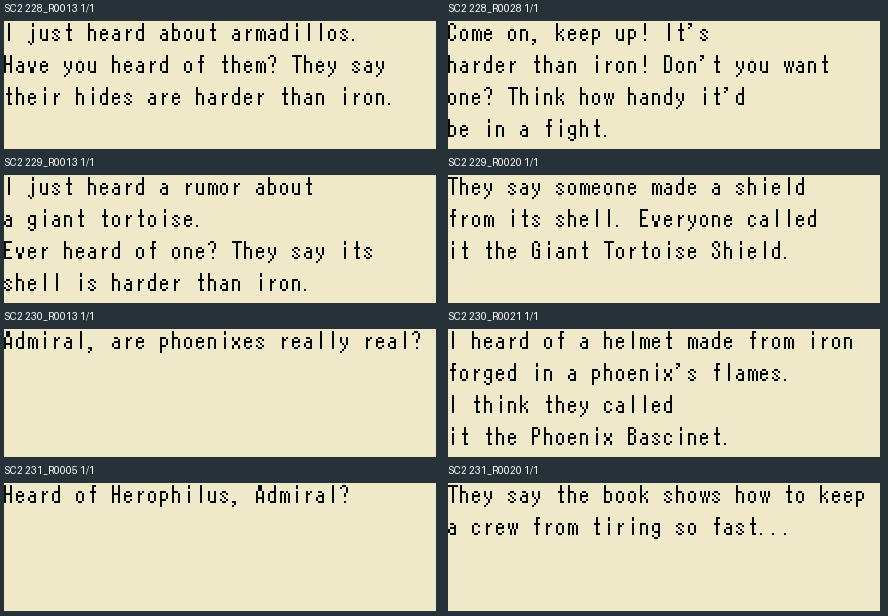 SC2 228_R0013 1/1
I just heard about armadillos.
Have you heard of them? They say
their hides are harder than iron.
SC2 228_R0028 1/1
Come on, keep up! It's
harder than iron! Don't you want
one? Think how handy it'd
be in a fight.
SC2 229_R0013 1/1
I just heard a rumor about
a giant tortoise.
Ever heard of one? They say its
shell is harder than iron.
SC2 229_R0020 1/1
They say someone made a shield
from its shell. Everyone called
it the Giant Tortoise Shield.
SC2 230_R0013 1/1
Admiral, are phoenixes really real?
SC2 230_R0021 1/1
I heard of a helmet made from iron
forged in a phoenix's flames.
I think they called
it the Phoenix Bascinet.
SC2 231_R0005 1/1
Heard of Herophilus, Admiral?
SC2 231_R0020 1/1
They say the book shows how to keep
a crew from tiring so fast...